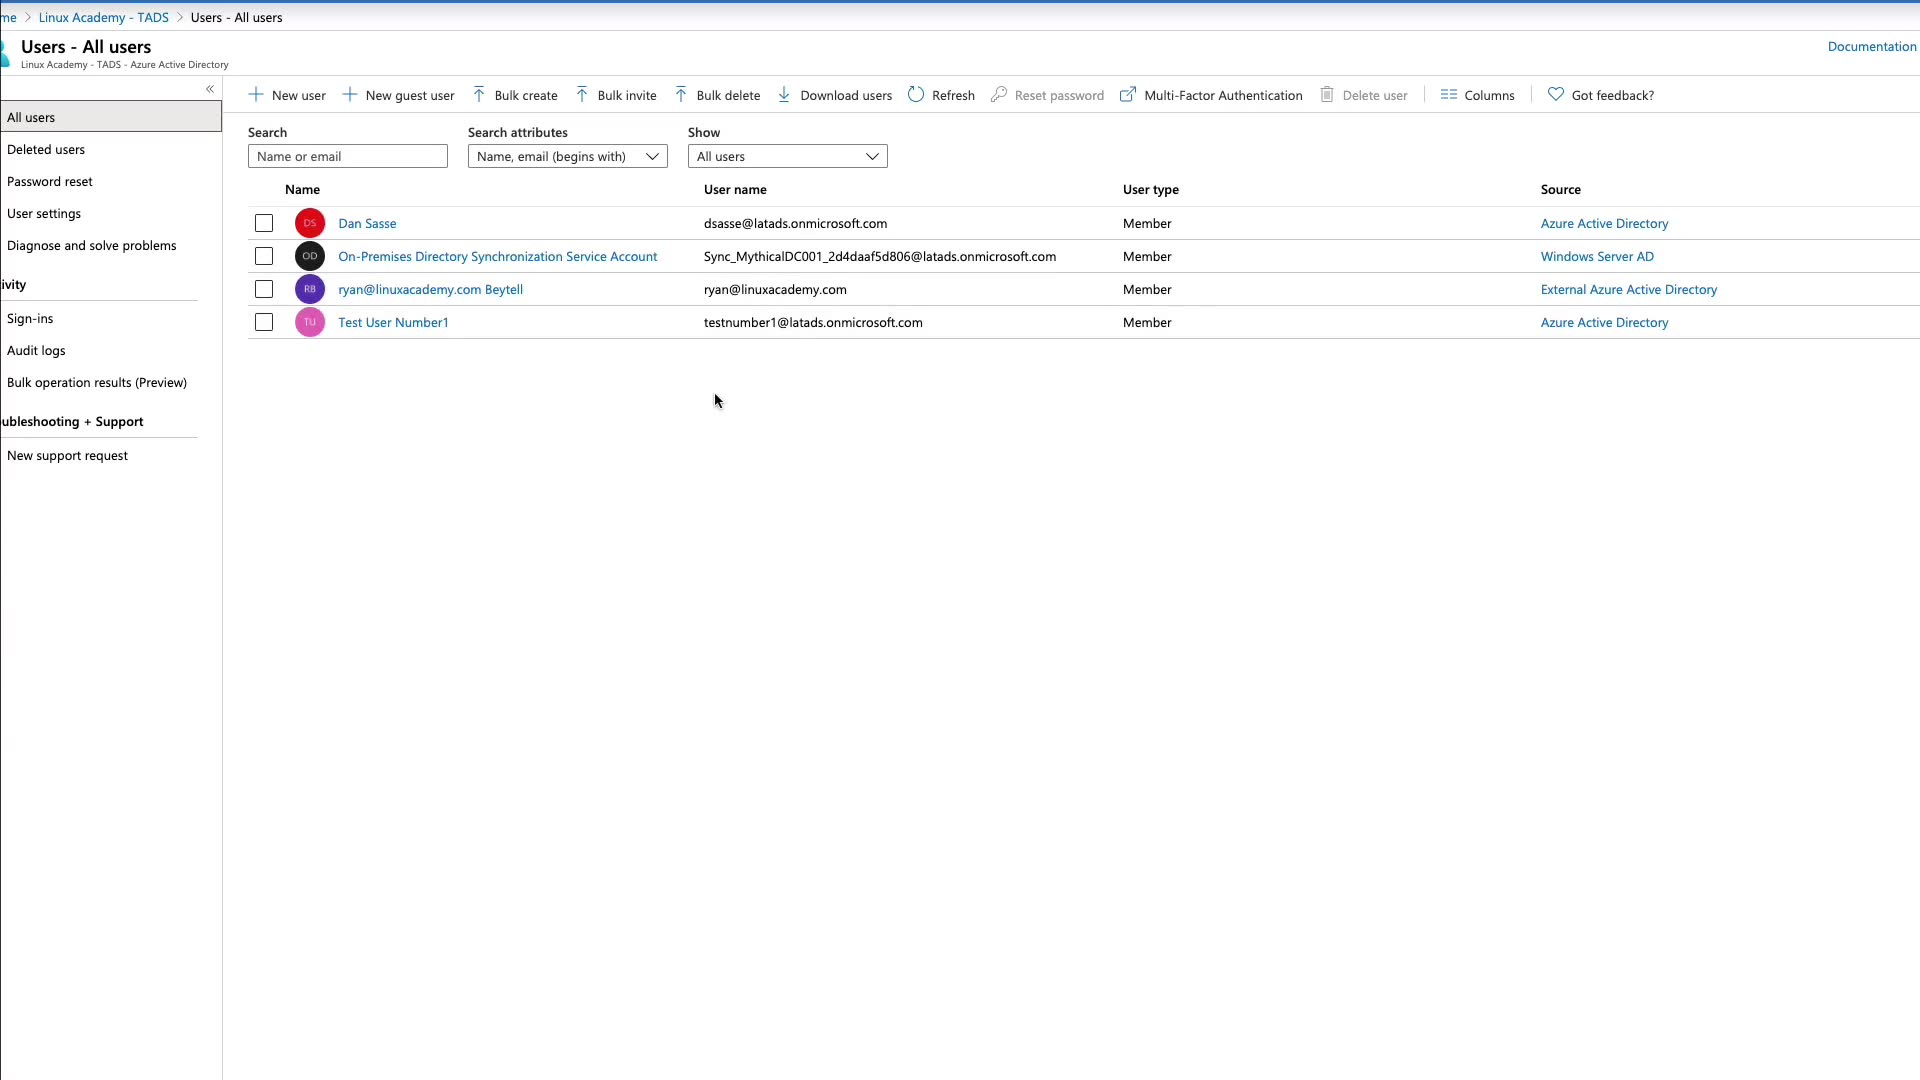 me > Linux Academy - TADS > Users - All users
Users - All users
Linux Academy - TADS - Azure Active Directory
Documentation
«
All users
Deleted users
Password reset
User settings
Diagnose and solve problems
ivity
Sign-ins
Audit logs
Bulk operation results (Preview)
ubleshooting + Support
New support request
New user New guest user Bulk create Bulk invite Bulk delete Download users Refresh Reset password Multi-Factor Authentication Delete user Columns Got feedback?
Search Search attributes Show
Name or email Name, email (begins with) All users
Name User name User type Source
DS Dan Sasse dsasse@latads.onmicrosoft.com Member Azure Active Directory
OD On-Premises Directory Synchronization Service Account Sync_MythicalDC001_2d4daaf5d806@latads.onmicrosoft.com Member Windows Server AD
RB ryan@linuxacademy.com Beytell ryan@linuxacademy.com Member External Azure Active Directory
TU Test User Number1 testnumber1@latads.onmicrosoft.com Member Azure Active Directory